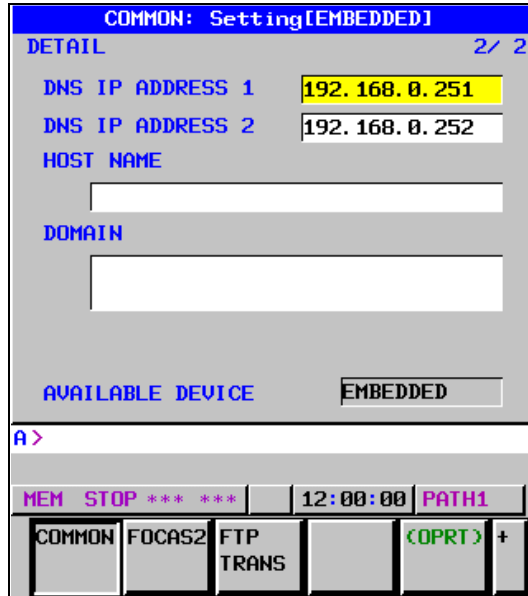 COMMON: Setting[EMBEDDED]
DETAIL 2/ 2
DNS IP ADDRESS 1 192.168.0.251
DNS IP ADDRESS 2 192.168.0.252
HOST NAME
DOMAIN
AVAILABLE DEVICE EMBEDDED
A>
MEM STOP *** *** 12:00:00 PATH1
COMMON FOCAS2 FTP (OPRT) +
TRANS